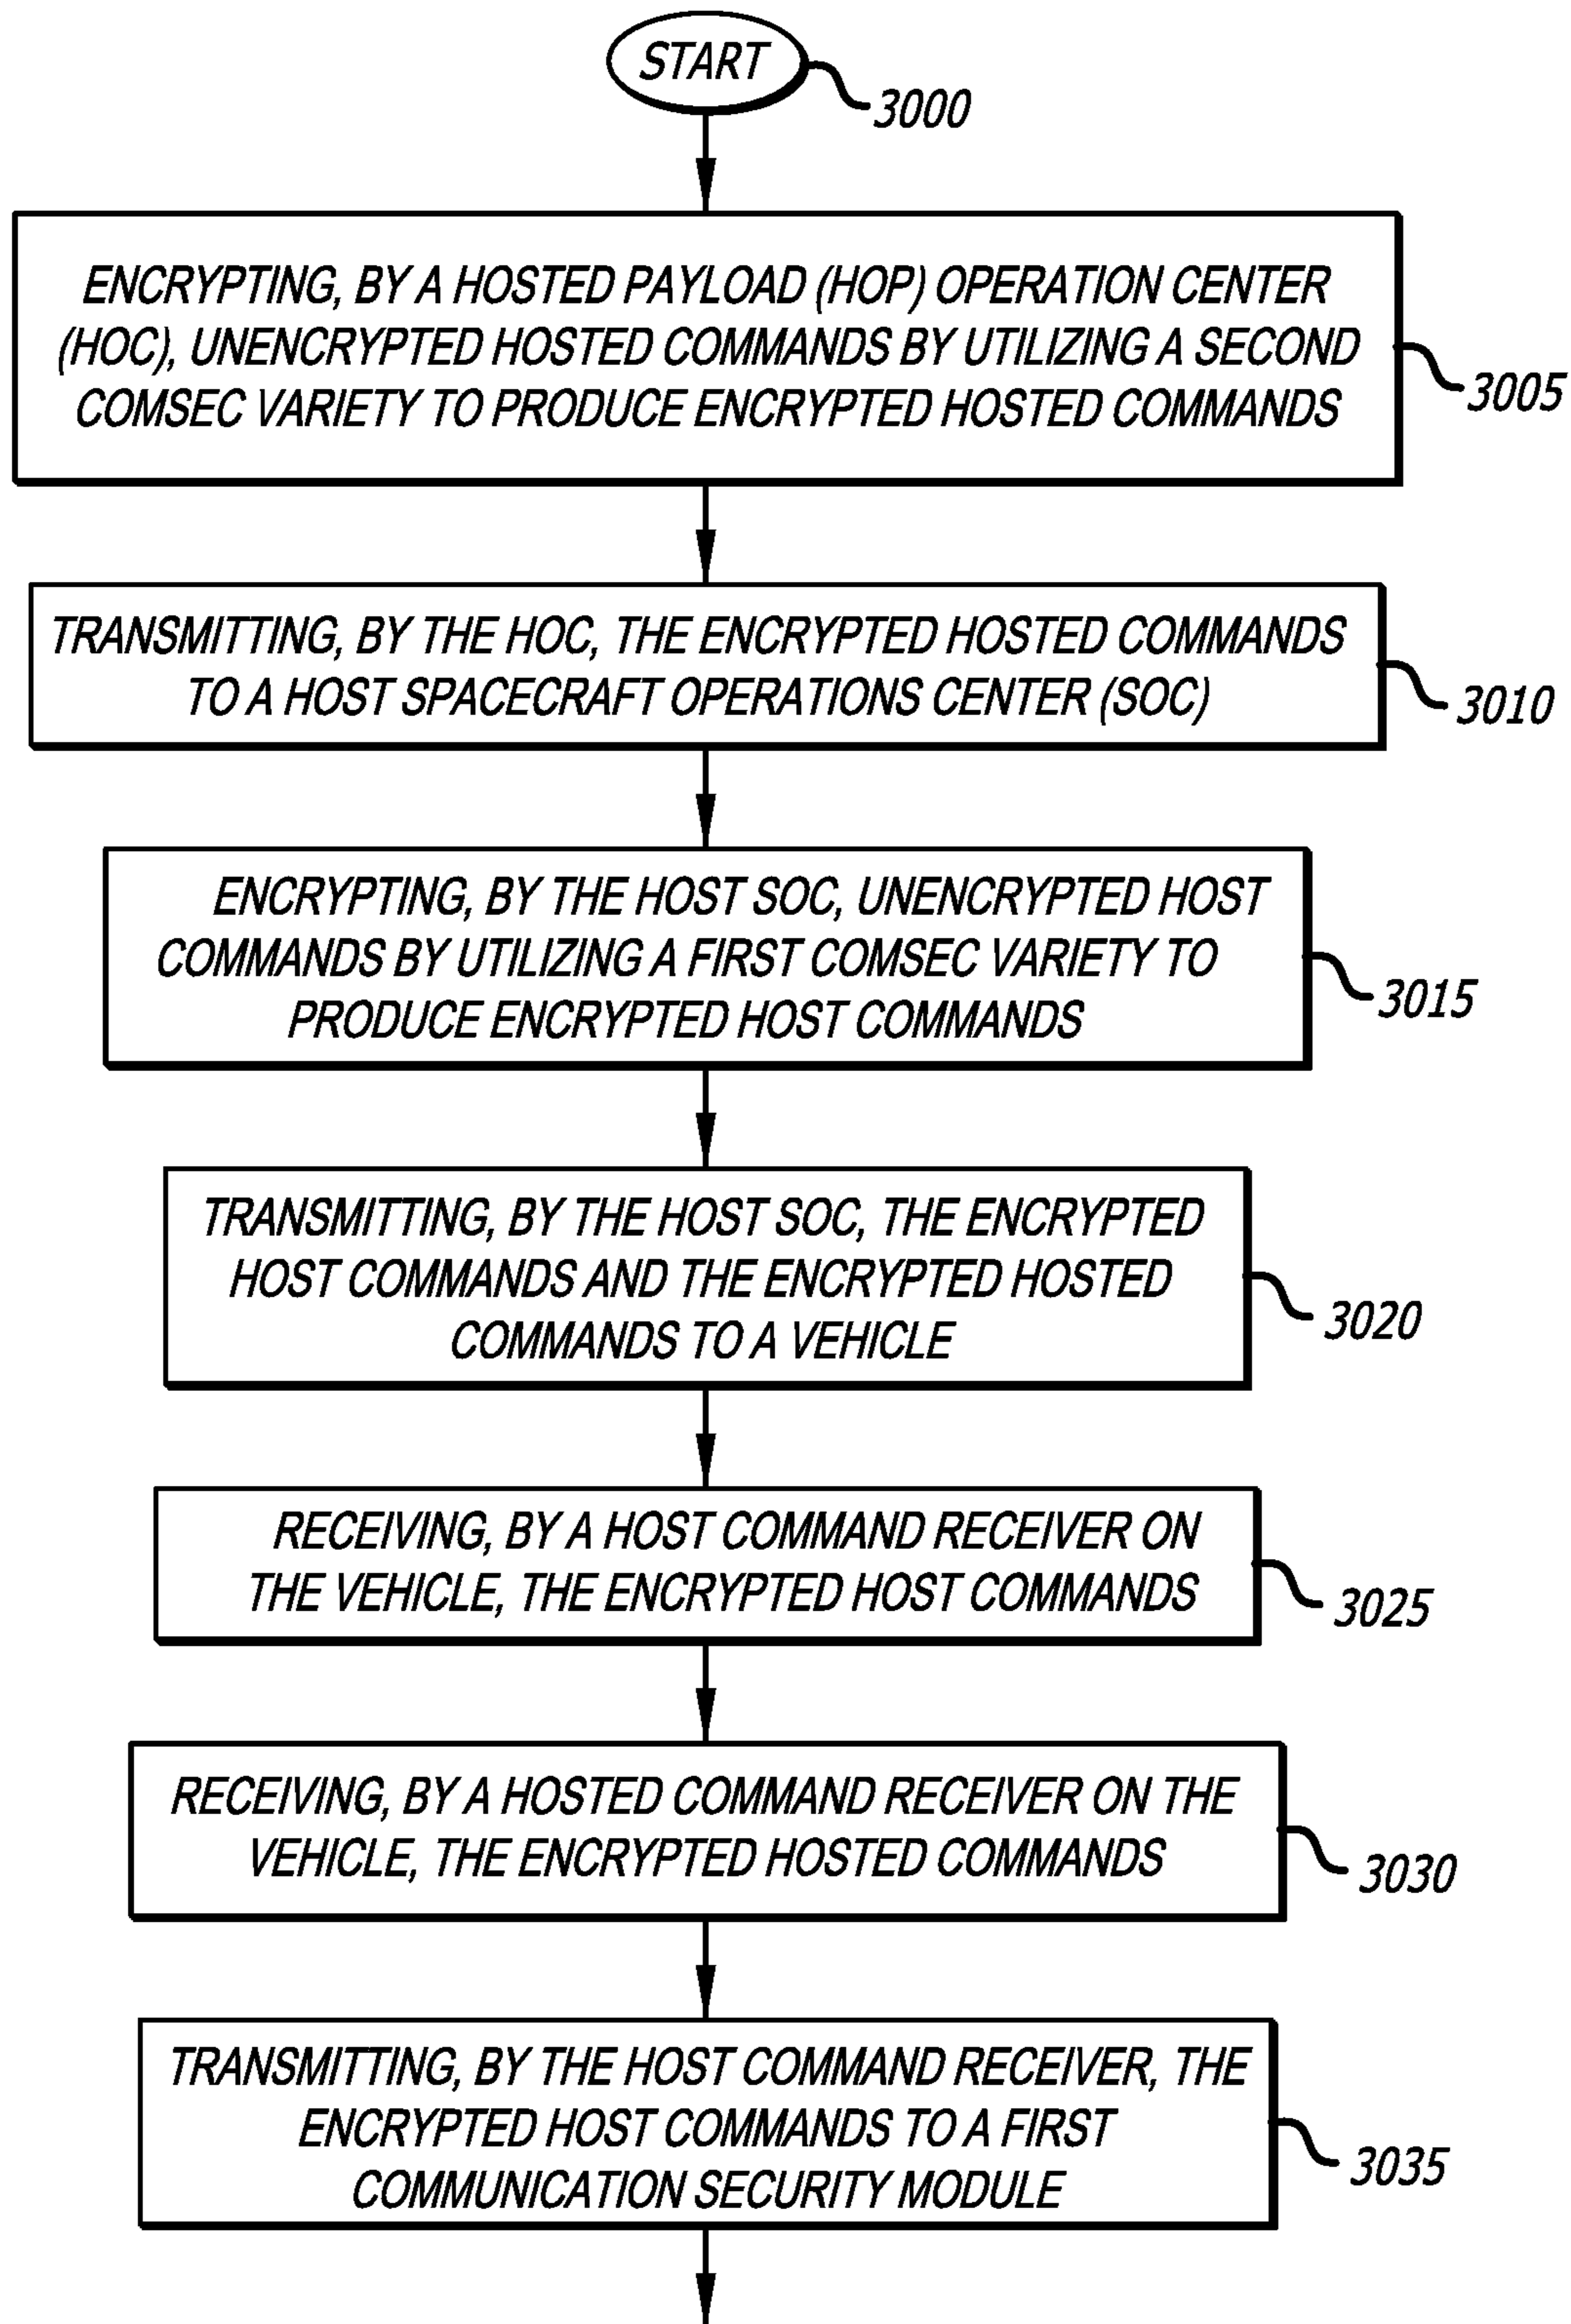 START
3000
ENCRYPTING, BY A HOSTED PAYLOAD (HOP) OPERATION CENTER
(HOC), UNENCRYPTED HOSTED COMMANDS BY UTILIZING A SECOND
COMSEC VARIETY TO PRODUCE ENCRYPTED HOSTED COMMANDS
3005
TRANSMITTING, BY THE HOC, THE ENCRYPTED HOSTED COMMANDS
TO A HOST SPACECRAFT OPERATIONS CENTER (SOC)
3010
ENCRYPTING, BY THE HOST SOC, UNENCRYPTED HOST
COMMANDS BY UTILIZING A FIRST COMSEC VARIETY TO
PRODUCE ENCRYPTED HOST COMMANDS
3015
TRANSMITTING, BY THE HOST SOC, THE ENCRYPTED
HOST COMMANDS AND THE ENCRYPTED HOSTED
COMMANDS TO A VEHICLE
3020
RECEIVING, BY A HOST COMMAND RECEIVER ON
THE VEHICLE, THE ENCRYPTED HOST COMMANDS
3025
RECEIVING, BY A HOSTED COMMAND RECEIVER ON THE
VEHICLE, THE ENCRYPTED HOSTED COMMANDS
3030
TRANSMITTING, BY THE HOST COMMAND RECEIVER, THE
ENCRYPTED HOST COMMANDS TO A FIRST
COMMUNICATION SECURITY MODULE
3035